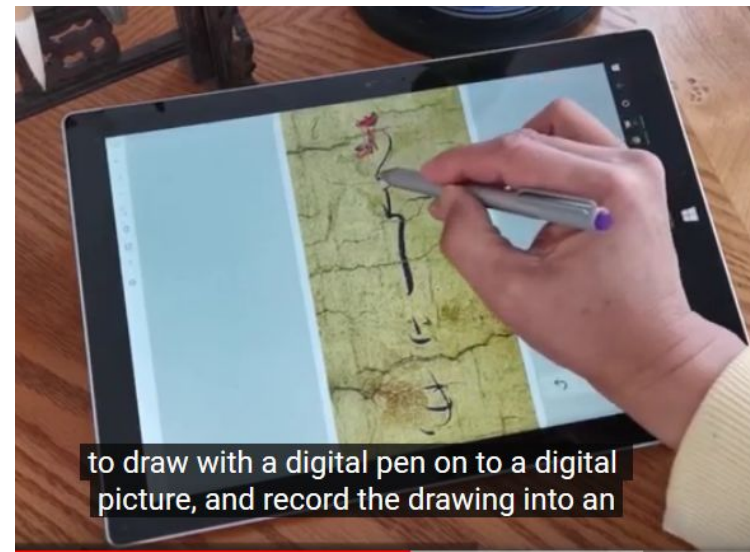 to draw with a digital pen on to a digital
picture, and record the drawing into an